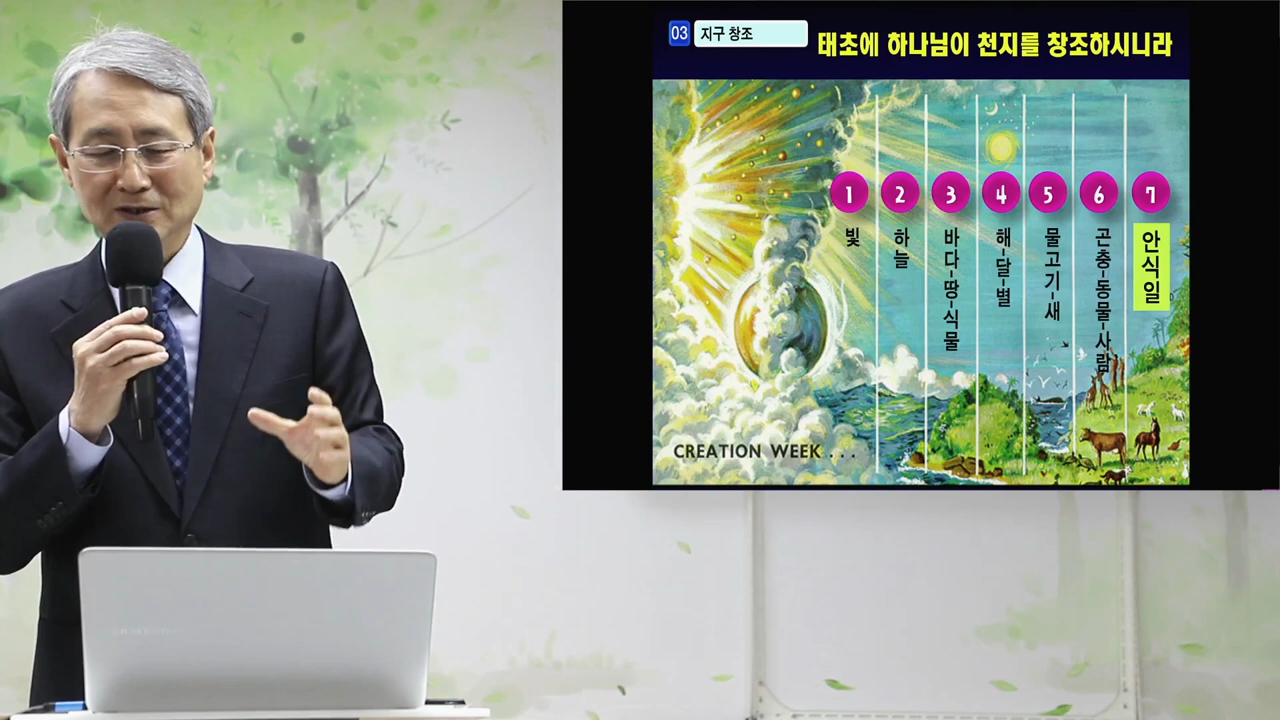 03 지구 창조
태초에 하나님이 천지를 창조하시니라
1 2 3 4 5 6 7
빛
하늘
바다-땅-식물
해-달-별
물고기-새
곤충-동물-사람
안식일
CREATION WEEK . . .